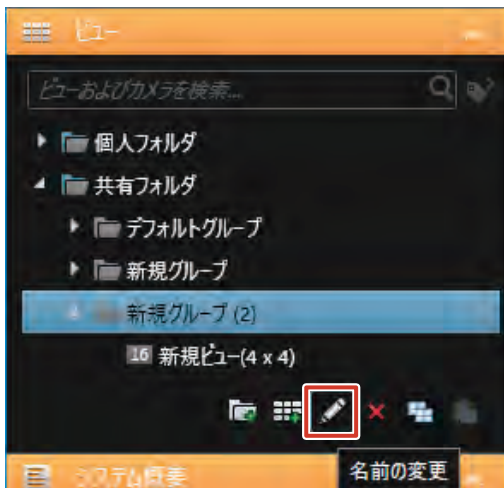 ビュー
ビューおよびカメラを検索...
個人フォルダ
共有フォルダ
デフォルトグループ
新規グループ
新規グループ (2)
16 新規ビュー(4 x 4)
名前の変更
システム概要